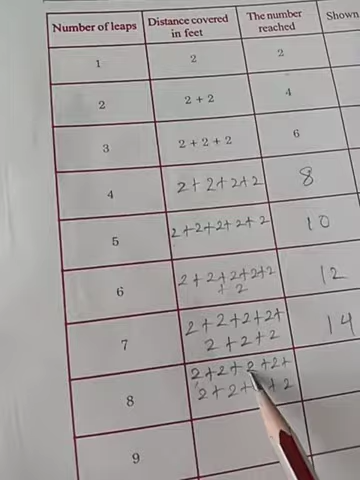 Number of leaps Distance covered in feet The number reached Shown
1 2 2
2 2 + 2 4
3 2 + 2 + 2 6
4 2+2+2+2 8
5 2+2+2+2+2 10
6 2+2+2+2+2
+2 12
7 2+2+2+2+
2+2+2 14
8 2+2+2+2+
2+2+ +2
9